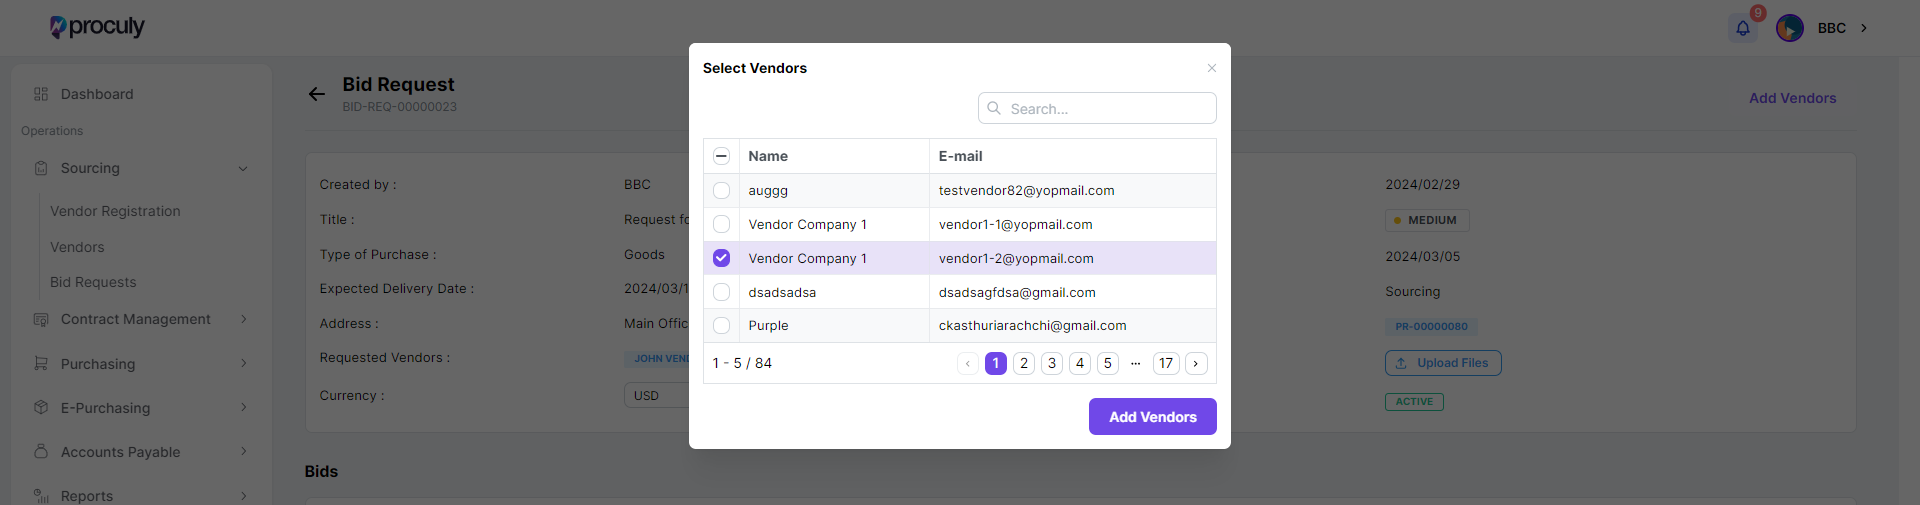 proculy
9
BBC
Dashboard
Operations
Sourcing
Vendor Registration
Vendors
Bid Requests
Contract Management
Purchasing
E-Purchasing
Accounts Payable
Reports
Bid Request
BID-REQ-00000023
Add Vendors
Created by :
BBC
2024/02/29
Title :
Request fo
MEDIUM
Type of Purchase :
Goods
2024/03/05
Expected Delivery Date :
2024/03/1
Sourcing
Address :
Main Offic
PR-00000080
Requested Vendors :
JOHN VEND
Upload Files
Currency :
USD
ACTIVE
Bids
Select Vendors
Search...
Name E-mail
auggg testvendor82@yopmail.com
Vendor Company 1 vendor1-1@yopmail.com
Vendor Company 1 vendor1-2@yopmail.com
dsadsadsa dsadsagfdsa@gmail.com
Purple ckasthuriarachchi@gmail.com
1 - 5 / 84
1 2 3 4 5 ··· 17
Add Vendors